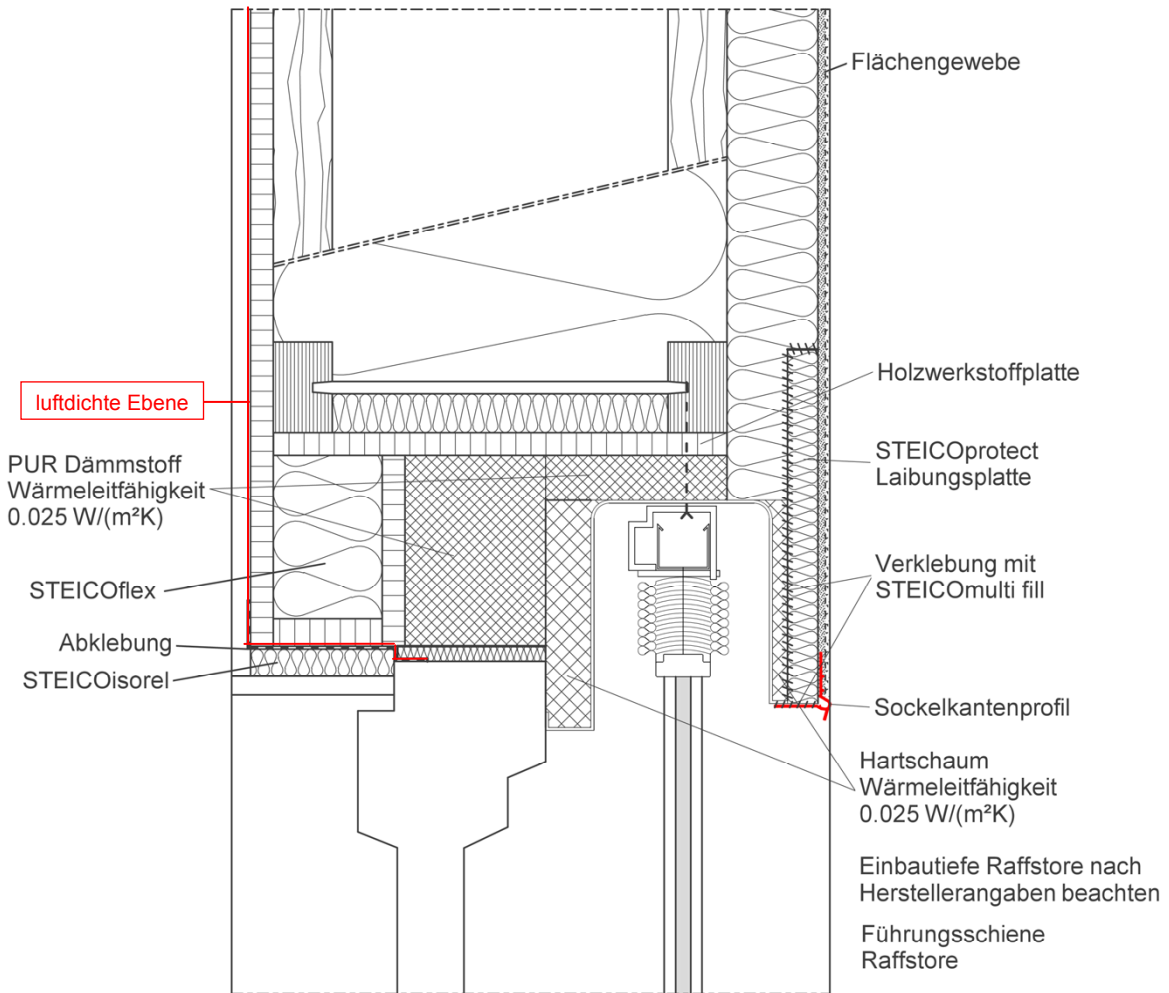 Flächengewebe
luftdichte Ebene
Holzwerkstoffplatte
PUR Dämmstoff
Wärmeleitfähigkeit
0.025 W/(m²K)
STEICOprotect
Laibungsplatte
STEICOflex
Verklebung mit
STEICOmulti fill
Abklebung
STEICOisorel
Sockelkantenprofil
Hartschaum
Wärmeleitfähigkeit
0.025 W/(m²K)
Einbautiefe Raffstore nach
Herstellerangaben beachten
Führungsschiene
Raffstore